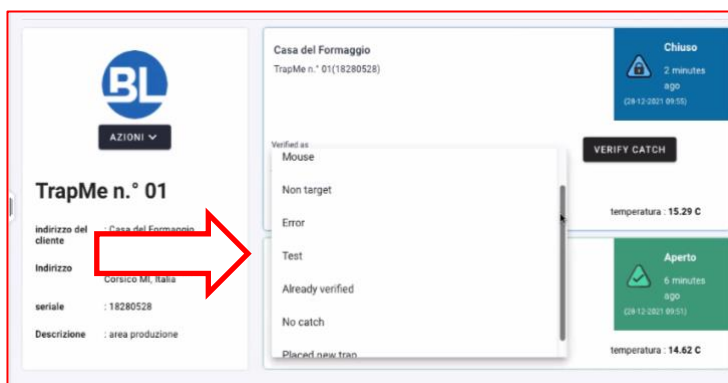 BL
AZIONI
TrapMe n.° 01
indirizzo del cliente : Casa del Formaggio
Indirizzo
Corsico MI, Italia
seriale : 18280528
Descrizione : area produzione
Casa del Formaggio
TrapMe n.° 01(18280528)
Verified as
Mouse
Non target
Error
Test
Already verified
No catch
Placed new trap
VERIFY CATCH
Chiuso
2 minutes
ago
(28-12-2021 09:55)
temperatura : 15.29 C
Aperto
6 minutes
ago
(28-12-2021 09:51)
temperatura : 14.62 C